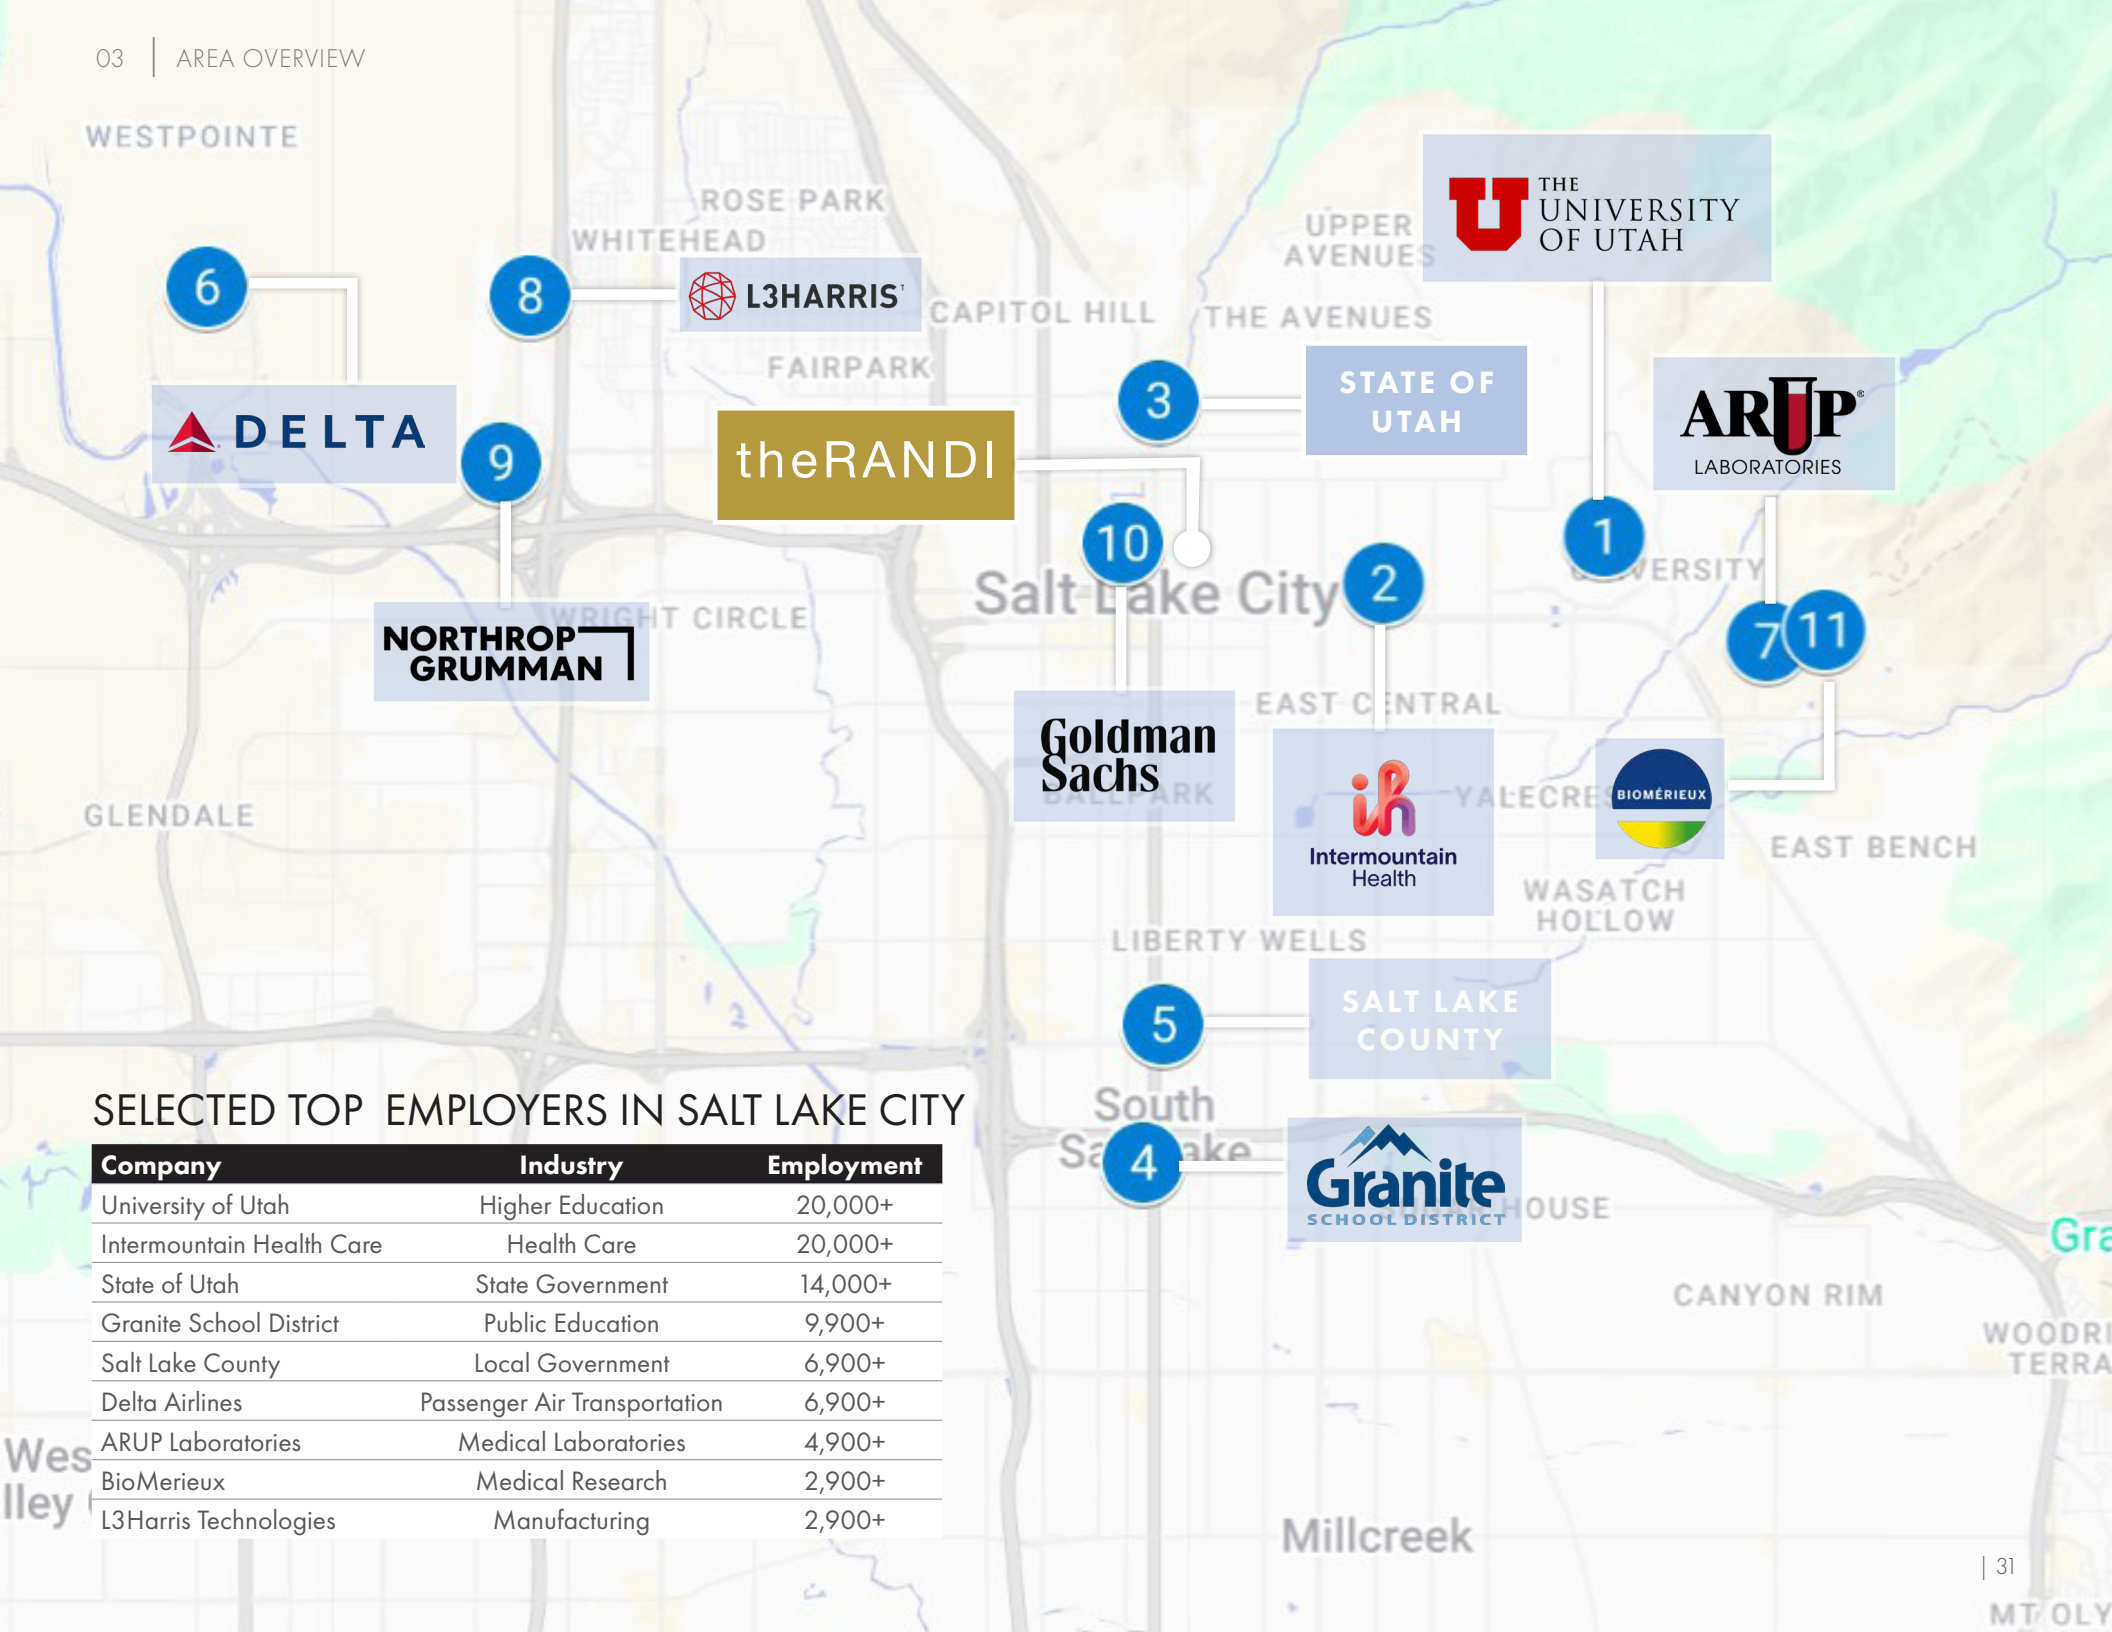 03 | AREA OVERVIEW
WESTPOINTE
ROSE PARK
WHITEHEAD
UPPER
AVENUES
THE
UNIVERSITY
OF UTAH
6
8
L3HARRIS
CAPITOL HILL
THE AVENUES
FAIRPARK
3
STATE OF
UTAH
DELTA
9
theRANDI
ARUP®
LABORATORIES
10
2
1
Salt Lake City
7
11
WRIGHT CIRCLE
NORTHROP
GRUMMAN
EAST CENTRAL
Goldman
Sachs
BALLPARK
GLENDALE
Intermountain
Health
BIOMÉRIEUX
EAST BENCH
WASATCH
HOLLOW
LIBERTY WELLS
5
SALT LAKE
COUNTY
South
4
Granite
SCHOOL DISTRICT
HOUSE
CANYON RIM
Millcreek
SELECTED TOP EMPLOYERS IN SALT LAKE CITY
Company Industry Employment
University of Utah Higher Education 20,000+
Intermountain Health Care Health Care 20,000+
State of Utah State Government 14,000+
Granite School District Public Education 9,900+
Salt Lake County Local Government 6,900+
Delta Airlines Passenger Air Transportation 6,900+
ARUP Laboratories Medical Laboratories 4,900+
BioMerieux Medical Research 2,900+
L3Harris Technologies Manufacturing 2,900+
| 31